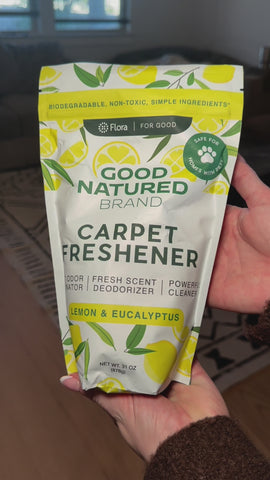 BIODEGRADABLE, NON-TOXIC, SIMPLE INGREDIENTS*
Flora | FOR GOOD
SAFE FOR HOMES WITH
GOOD
NATURED
BRAND
CARPET
FRESHENER
ODOR | FRESH SCENT | POWERFUL
NATOR | DEODORIZER | CLEANER
LEMON & EUCALYPTUS
NET WT. 31 OZ